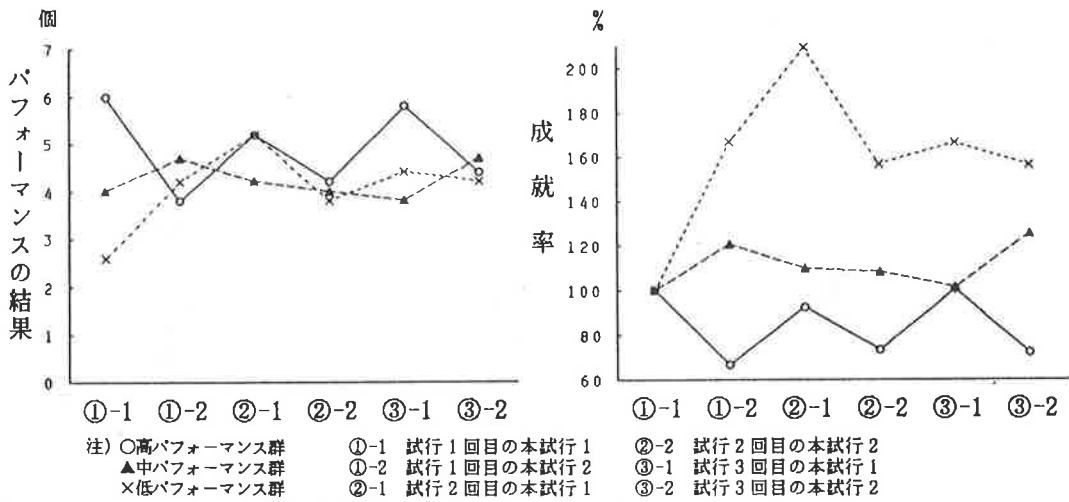 個
7
6
5
4
3
2
1
0
パフォーマンスの結果
①-1 ①-2 ②-1 ②-2 ③-1 ③-2
%
200
180
160
140
120
100
80
60
成就率
①-1 ①-2 ②-1 ②-2 ③-1 ③-2
注) ○高パフォーマンス群 ①-1 試行1回目の本試行1 ②-2 試行2回目の本試行2
▲中パフォーマンス群 ①-2 試行1回目の本試行2 ③-1 試行3回目の本試行1
×低パフォーマンス群 ②-1 試行2回目の本試行1 ③-2 試行3回目の本試行2